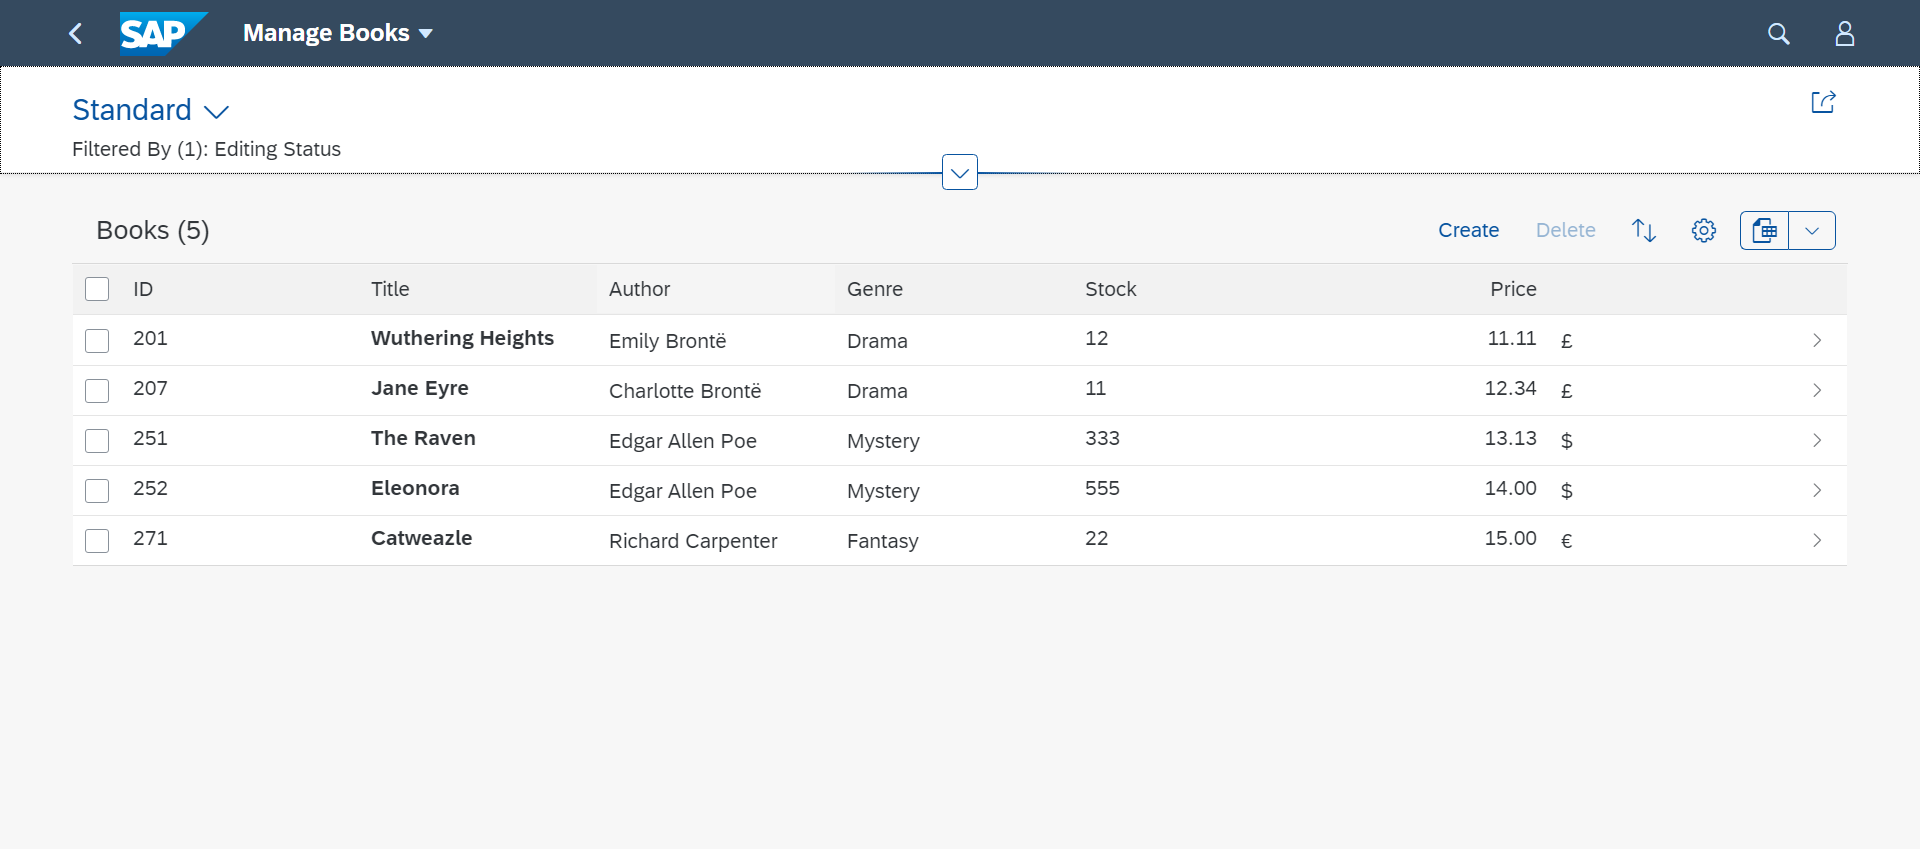 SAP Manage Books
Standard
Filtered By (1): Editing Status
Books (5) Create Delete
ID Title Author Genre Stock Price
201 Wuthering Heights Emily Brontë Drama 12 11.11 £
207 Jane Eyre Charlotte Brontë Drama 11 12.34 £
251 The Raven Edgar Allen Poe Mystery 333 13.13 $
252 Eleonora Edgar Allen Poe Mystery 555 14.00 $
271 Catweazle Richard Carpenter Fantasy 22 15.00 €